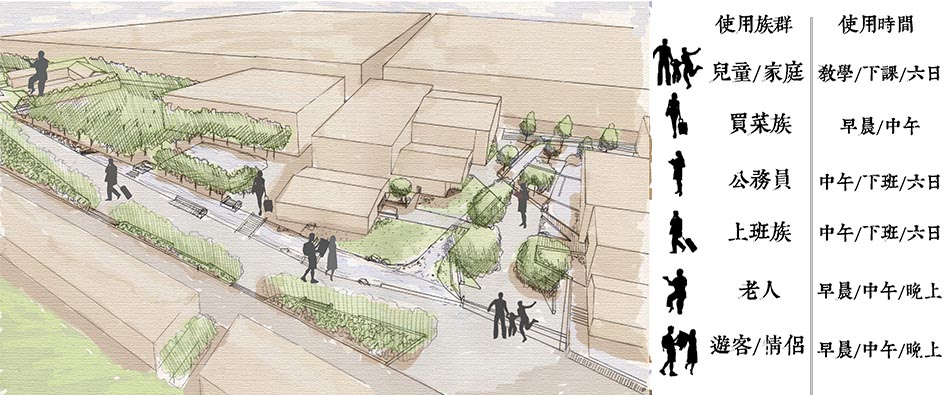 使用族群 使用時間
兒童/家庭 教學/下課/六日
買菜族 早晨/中午
公務員 中午/下班/六日
上班族 中午/下班/六日
老人 早晨/中午/晚上
遊客/情侶 早晨/中午/晚上